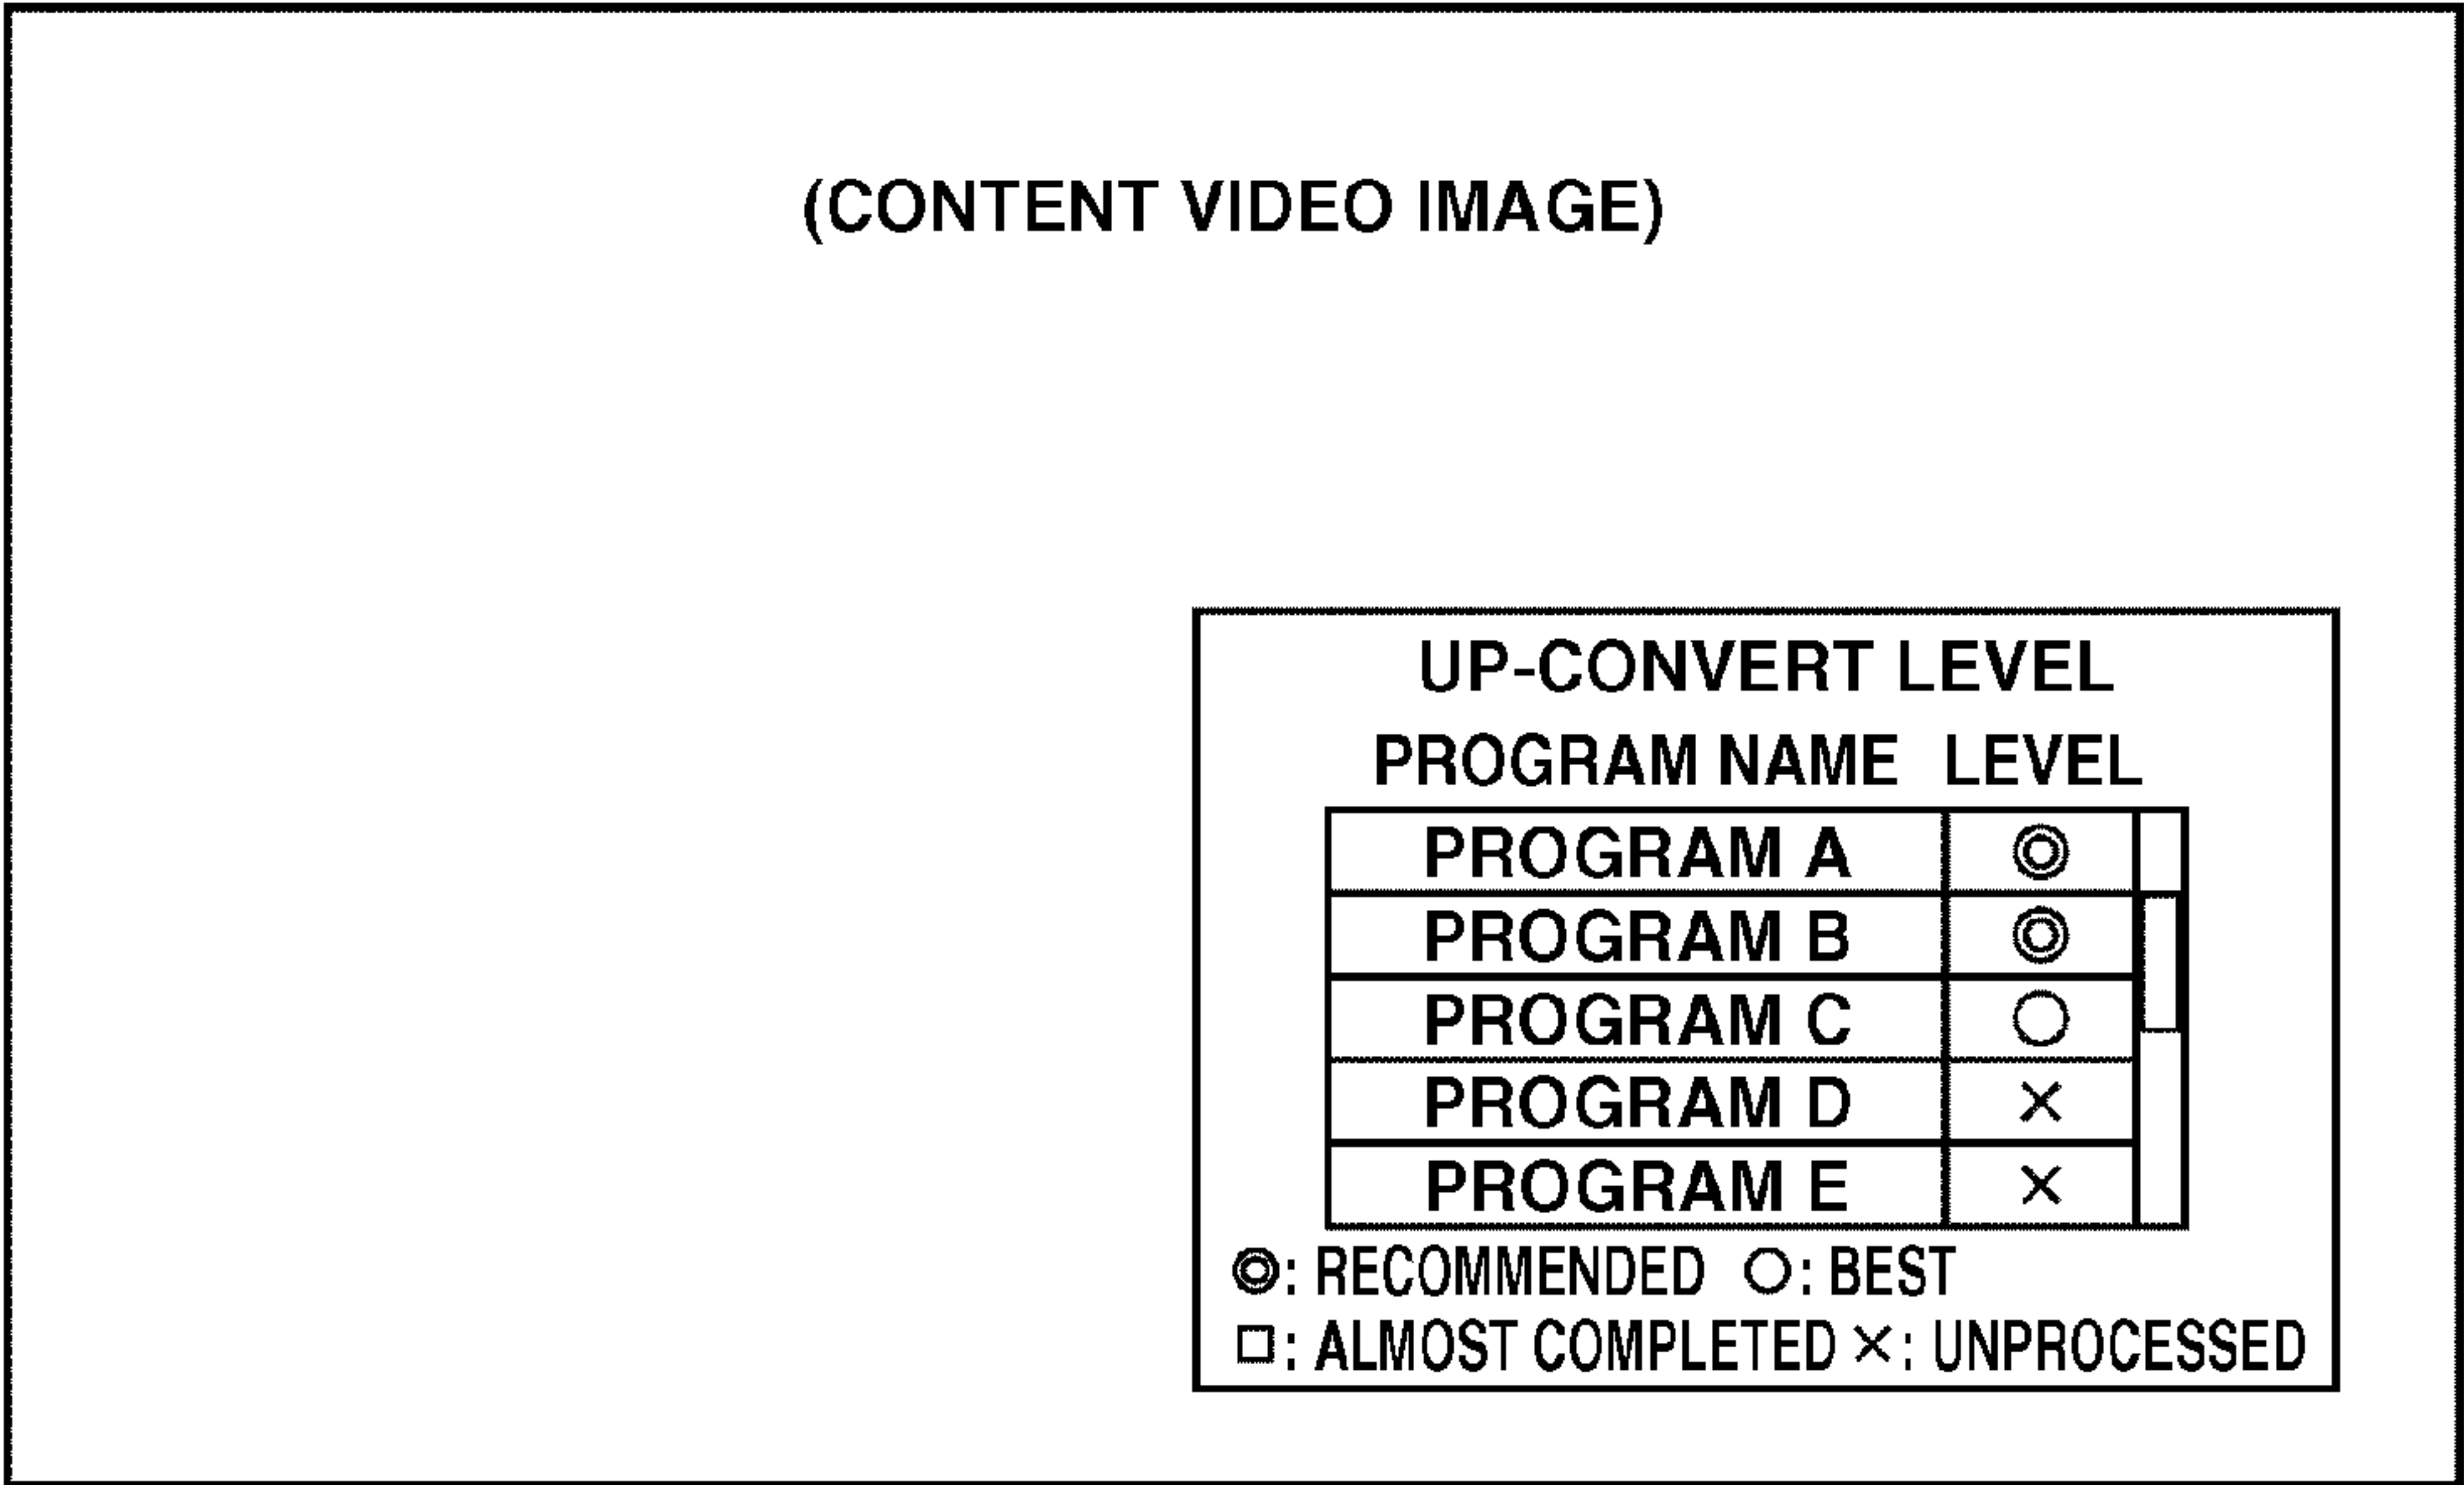 (CONTENT VIDEO IMAGE)
UP-CONVERT LEVEL
PROGRAM NAME LEVEL
PROGRAM A ◎
PROGRAM B ◎
PROGRAM C ○
PROGRAM D ×
PROGRAM E ×
◎: RECOMMENDED ○: BEST
□: ALMOST COMPLETED ×: UNPROCESSED